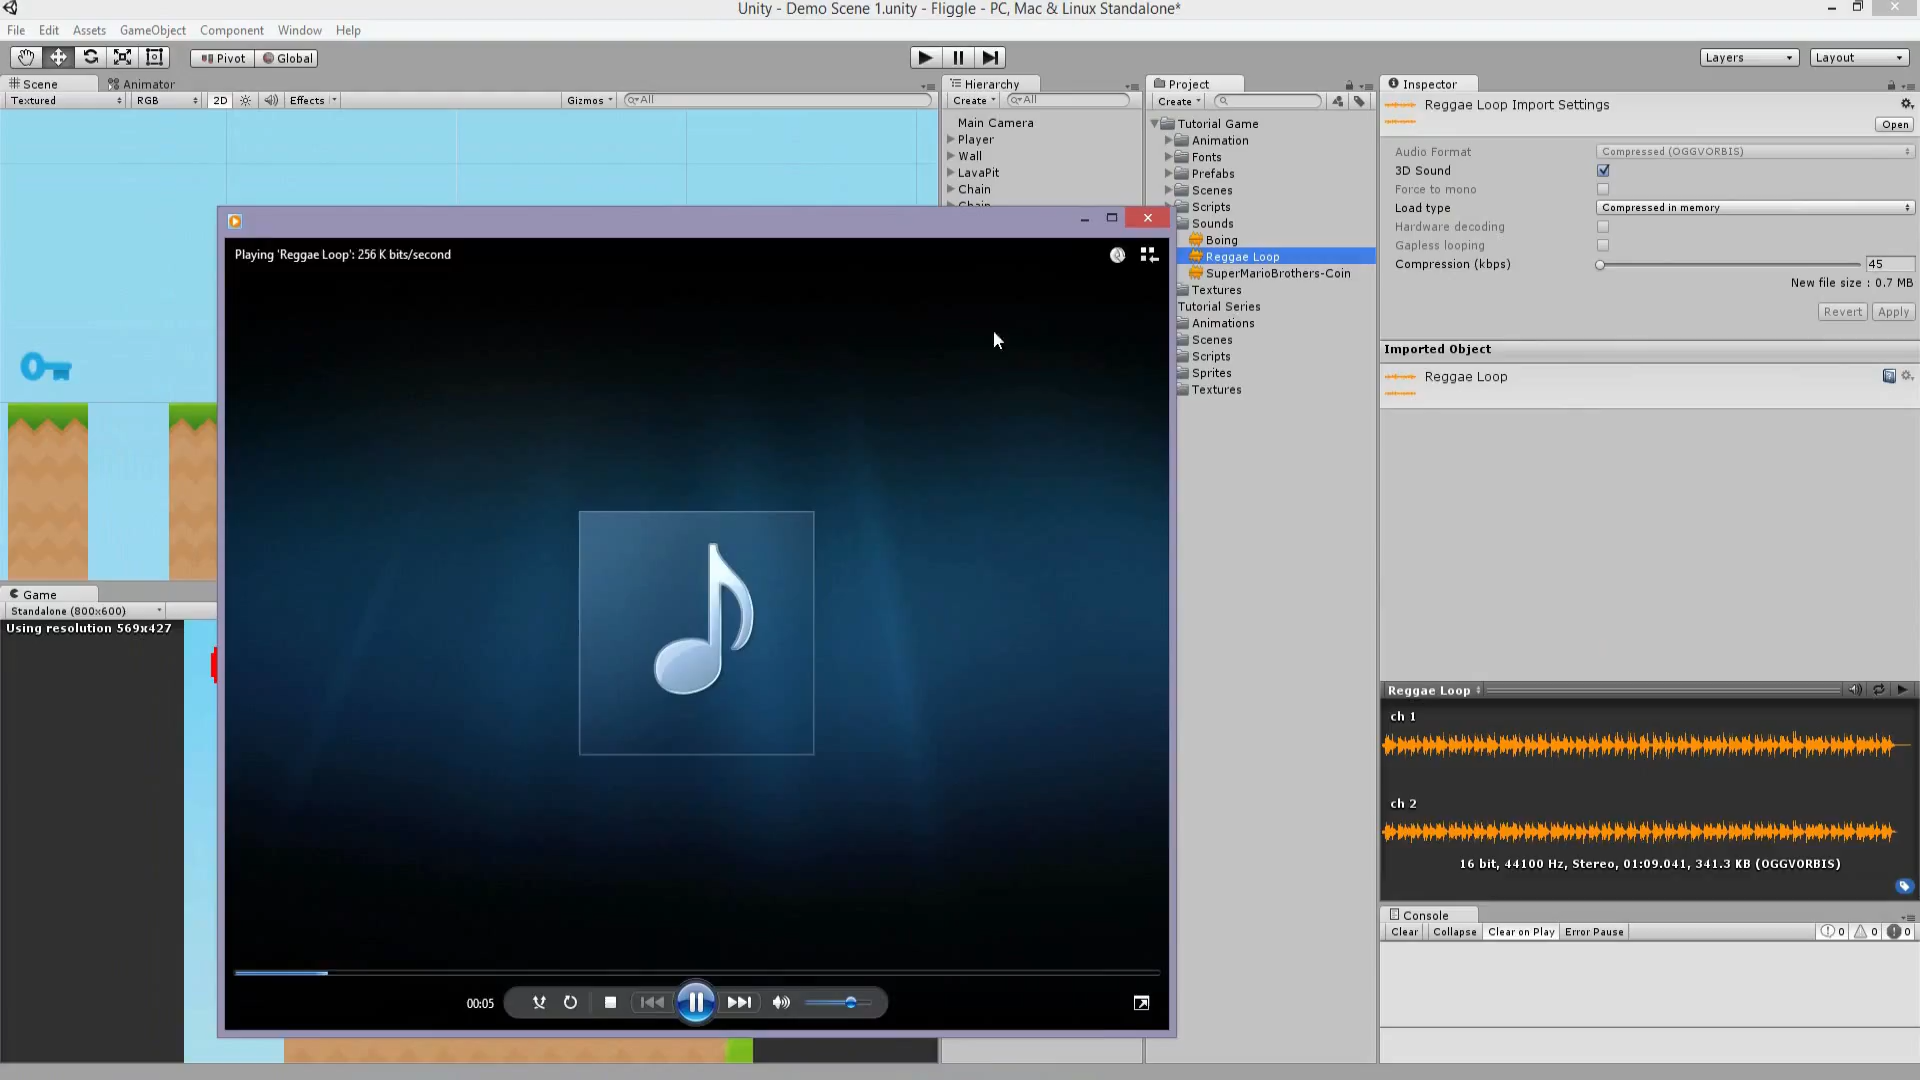 Unity - Demo Scene 1.unity - Fliggle - PC, Mac & Linux Standalone*
File Edit Assets GameObject Component Window Help
Pivot Global
Layers Layout
Scene Animator
Textured RGB 2D Effects Gizmos All
Hierarchy
Create All
Main Camera
Player
Wall
LavaPit
Chain
Project
Create
Tutorial Game
Animation
Fonts
Prefabs
Scenes
Scripts
Sounds
Boing
Reggae Loop
SuperMarioBrothers-Coin
Textures
Tutorial Series
Animations
Scenes
Scripts
Sprites
Textures
Inspector
Reggae Loop Import Settings
Open
Audio Format Compressed (OGGVORBIS)
3D Sound
Force to mono
Load type Compressed in memory
Hardware decoding
Gapless looping
Compression (kbps) 45
New file size : 0.7 MB
Revert Apply
Imported Object
Reggae Loop
Playing 'Reggae Loop': 256 K bits/second
00:05
Game
Standalone (800x600)
Using resolution 569x427
Reggae Loop
ch 1
ch 2
16 bit, 44100 Hz, Stereo, 01:09.041, 341.3 KB (OGGVORBIS)
Console
Clear Collapse Clear on Play Error Pause 0 0 0